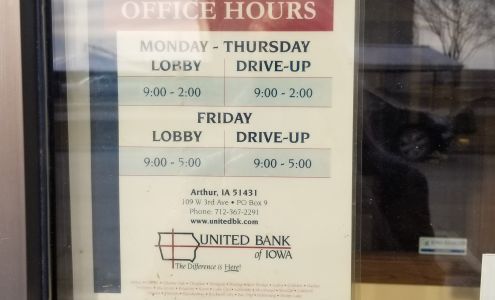 OFFICE HOURS
MONDAY - THURSDAY
LOBBY DRIVE-UP
9:00 - 2:00 9:00 - 2:00
FRIDAY
LOBBY DRIVE-UP
9:00 - 5:00 9:00 - 5:00
Arthur, IA 51431
109 W 3rd Ave • PO Box 9
Phone: 712-367-2291
www.unitedbk.com
UNITED BANK
of IOWA
The Difference is Here!